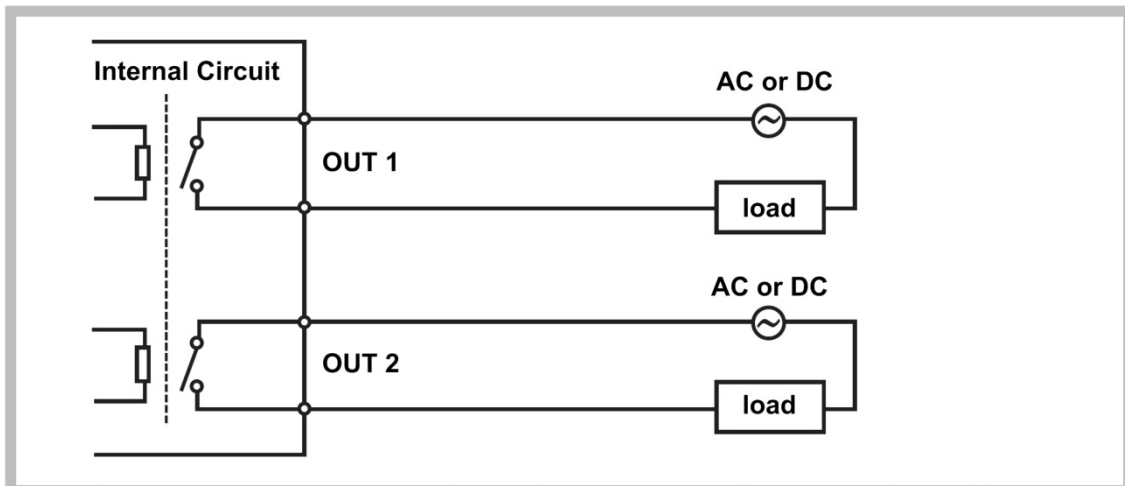 Internal Circuit
AC or DC
OUT 1
load
AC or DC
OUT 2
load